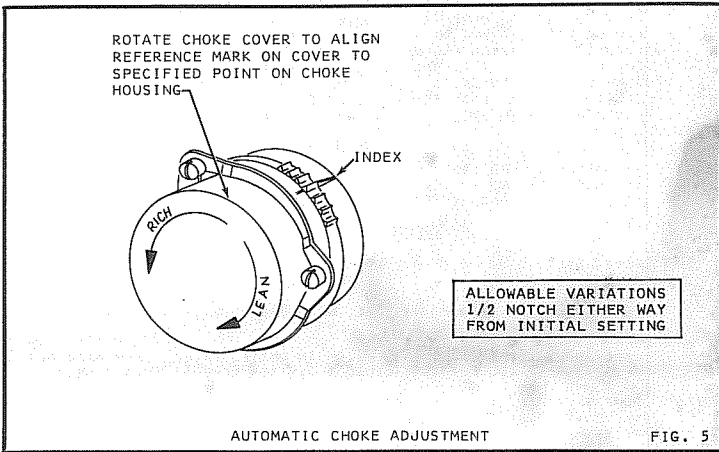 ROTATE CHOKE COVER TO ALIGN
REFERENCE MARK ON COVER TO
SPECIFIED POINT ON CHOKE
HOUSING
INDEX
RICH
LEAN
ALLOWABLE VARIATIONS
1/2 NOTCH EITHER WAY
FROM INITIAL SETTING
AUTOMATIC CHOKE ADJUSTMENT
FIG. 5